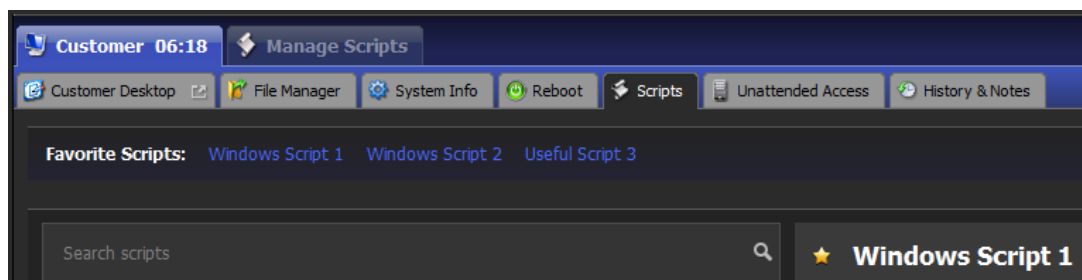 Customer 06:18 Manage Scripts
Customer Desktop File Manager System Info Reboot Scripts Unattended Access History & Notes
Favorite Scripts: Windows Script 1 Windows Script 2 Useful Script 3
Search scripts Windows Script 1